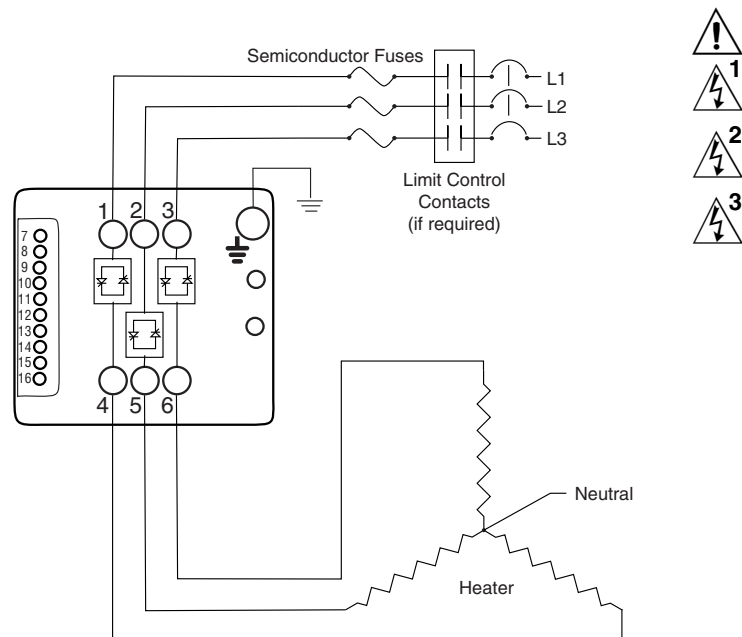 Semiconductor Fuses
L1
L2
L3
Limit Control
Contacts
(if required)
1
2
3
1 2 3
7
8
9
10
11
12
13
14
15
16
4 5 6
Neutral
Heater